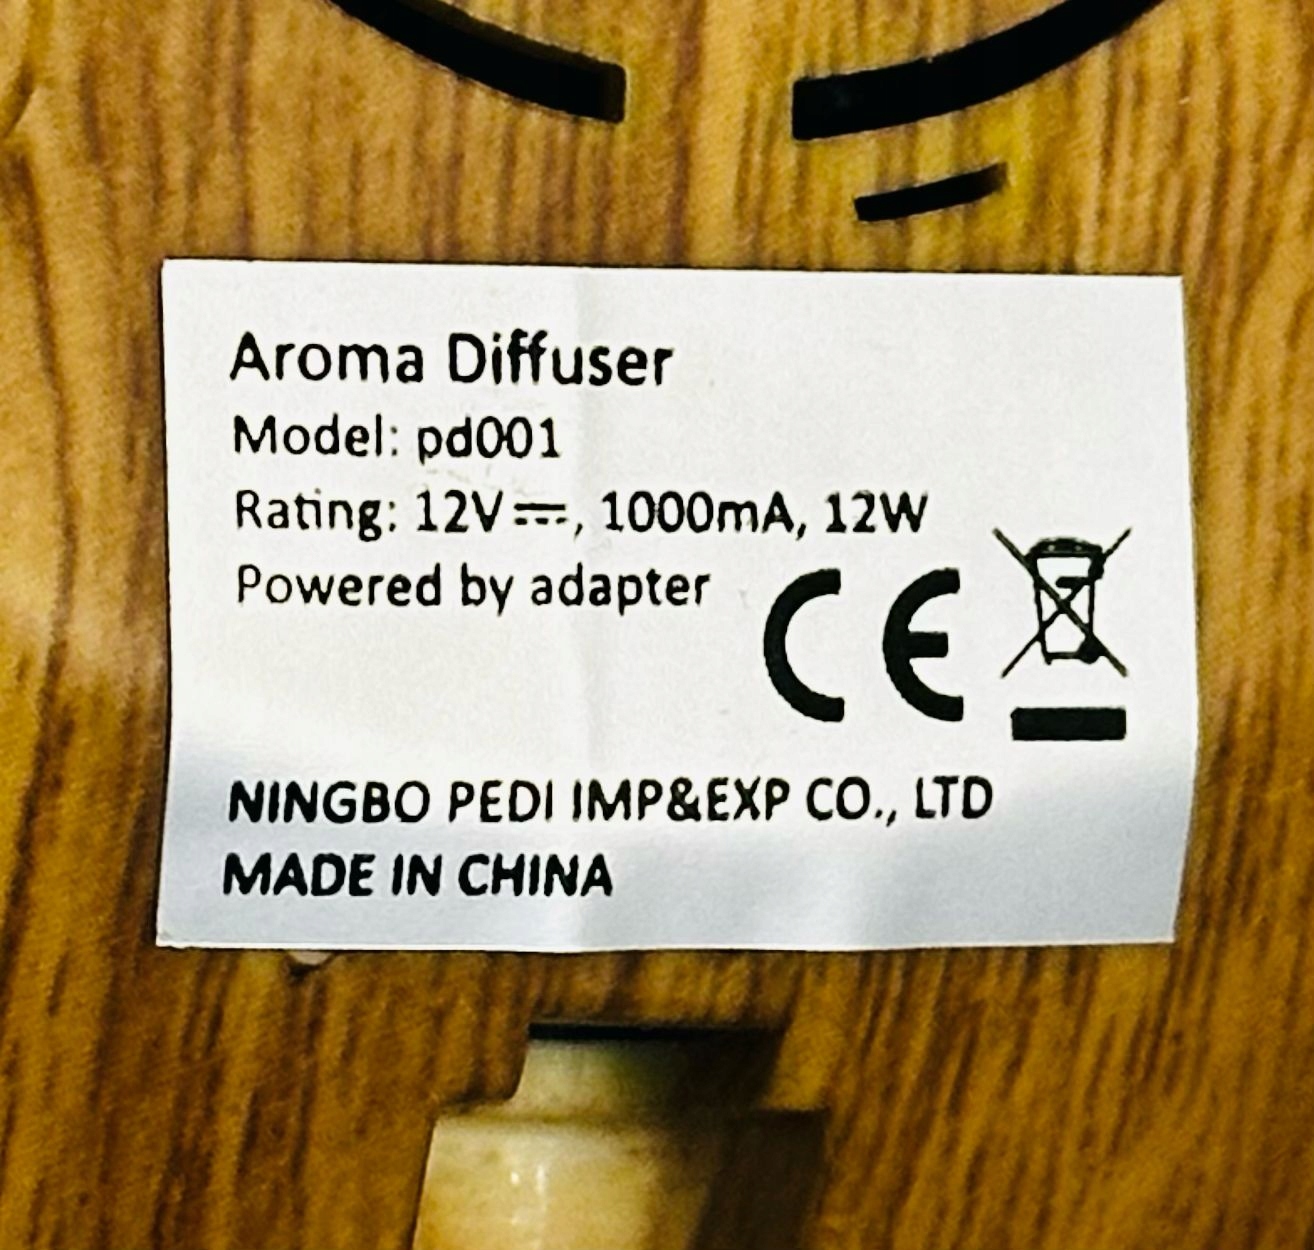 Aroma Diffuser
Model: pd001
Rating: 12V⎓, 1000mA, 12W
Powered by adapter
CE
NINGBO PEDI IMP&EXP CO., LTD
MADE IN CHINA